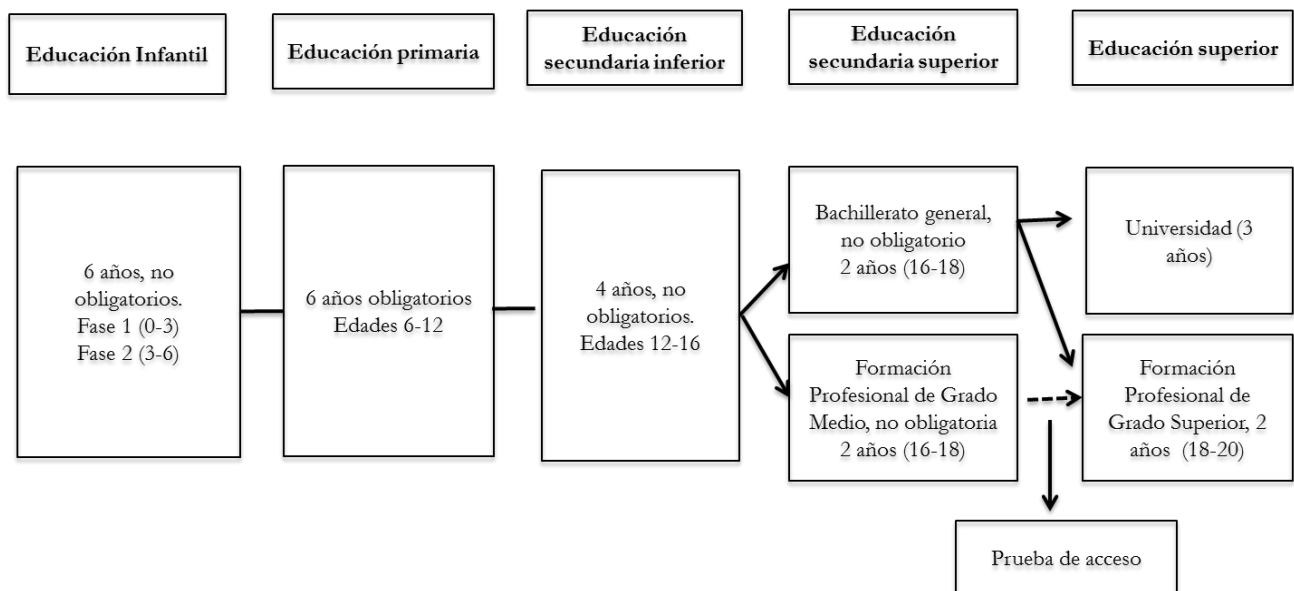 Educación Infantil
Educación primaria
Educación
secundaria inferior
Educación
secundaria superior
Educación superior
6 años, no
obligatorios.
Fase 1 (0-3)
Fase 2 (3-6)
6 años obligatorios
Edades 6-12
4 años, no
obligatorios.
Edades 12-16
Bachillerato general,
no obligatorio
2 años (16-18)
Formación
Profesional de Grado
Medio, no obligatoria
2 años (16-18)
Universidad (3
años)
Formación
Profesional de
Grado Superior, 2
años (18-20)
Prueba de acceso